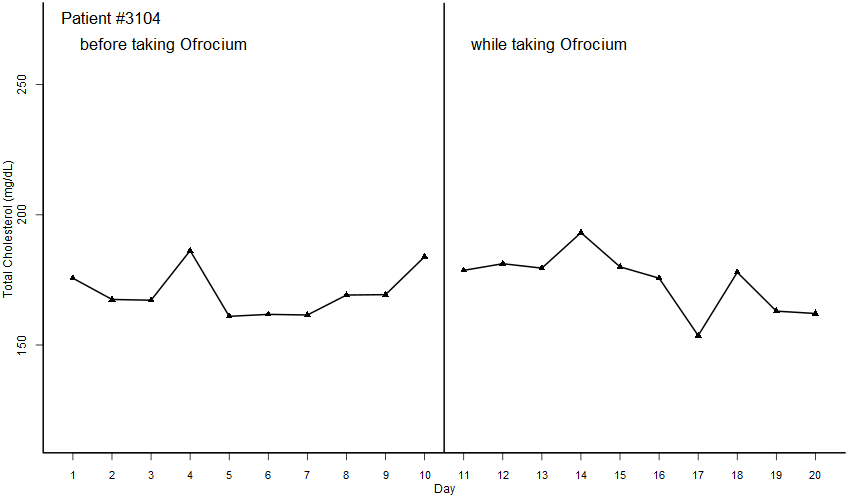 Patient #3104
before taking Ofrocium
while taking Ofrocium
Total Cholesterol (mg/dL)
250
200
150
1 2 3 4 5 6 7 8 9 10 11 12 13 14 15 16 17 18 19 20
Day